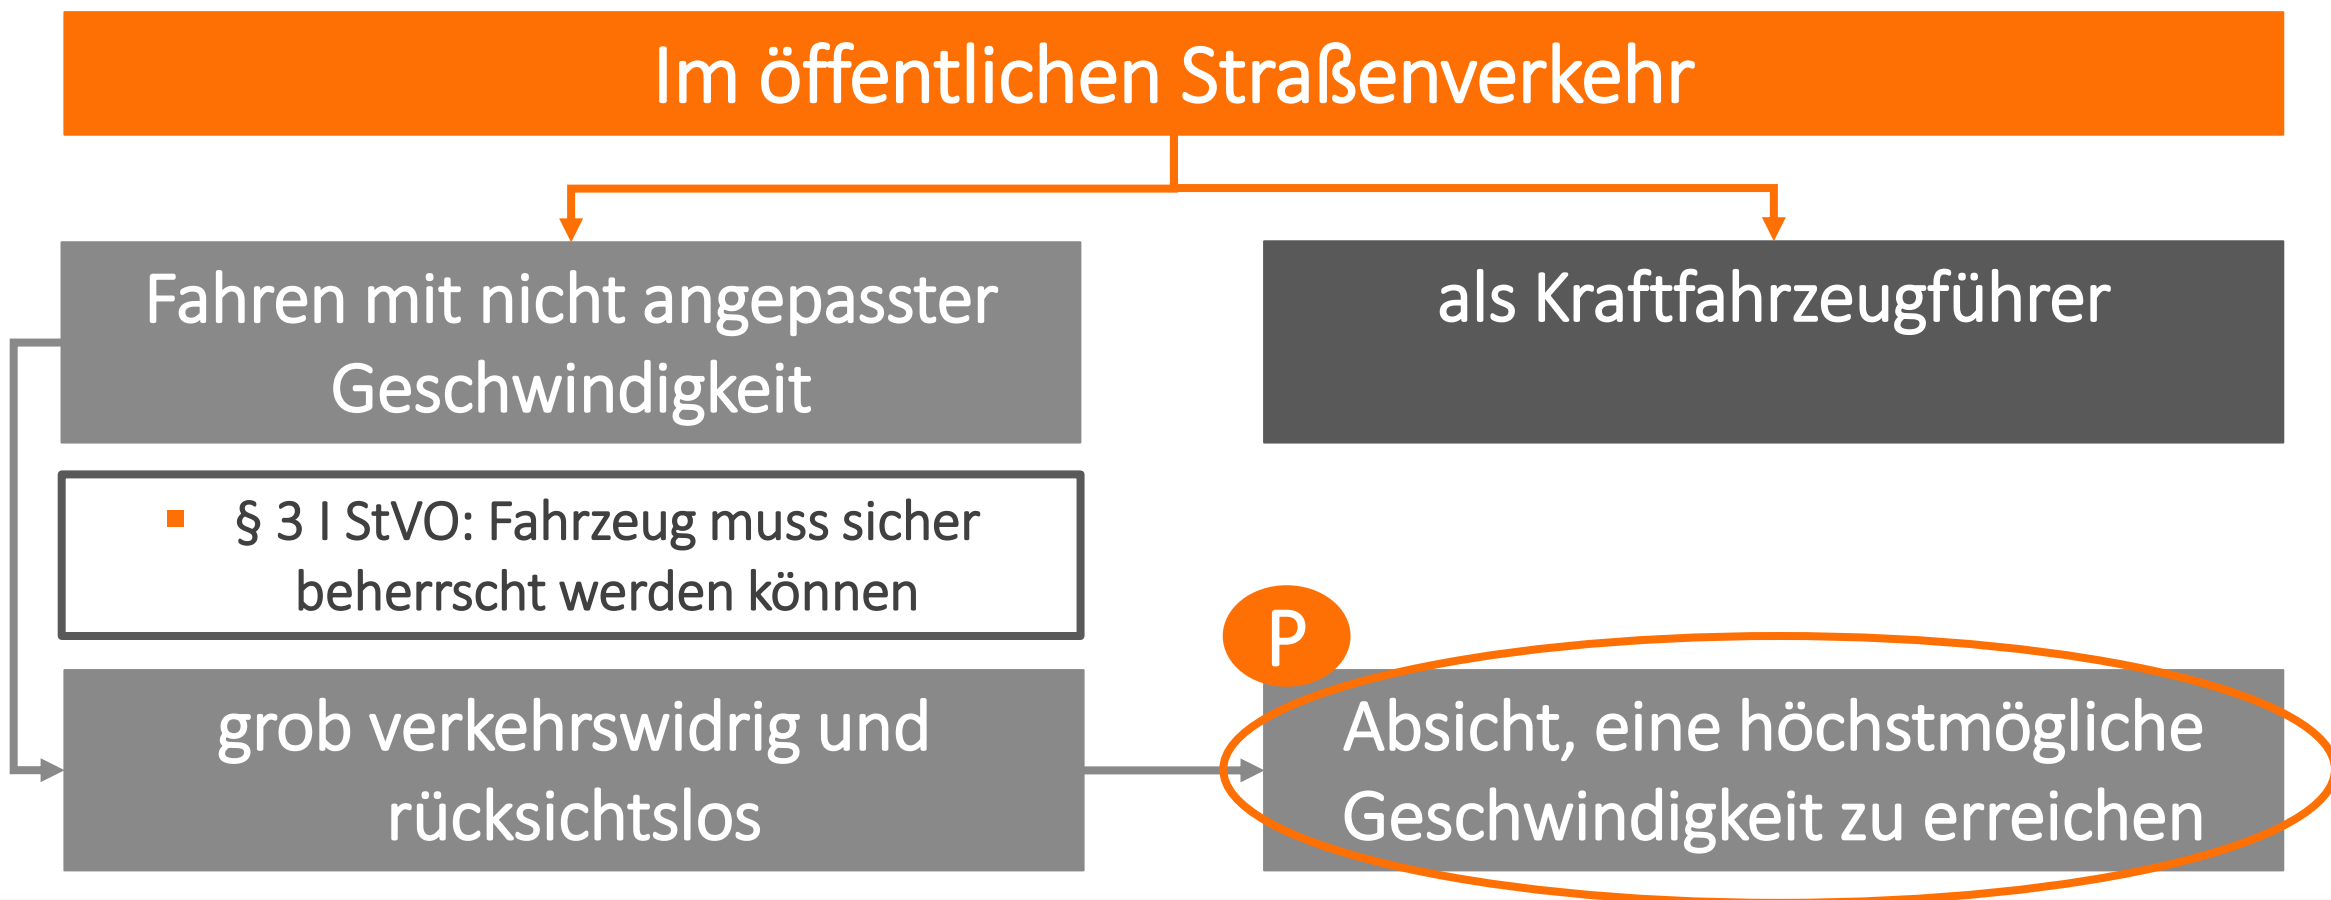 Im öffentlichen Straßenverkehr
Fahren mit nicht angepasster
Geschwindigkeit
als Kraftfahrzeugführer
▪ § 3 I StVO: Fahrzeug muss sicher
beherrscht werden können
grob verkehrswidrig und
rücksichtslos
P
Absicht, eine höchstmögliche
Geschwindigkeit zu erreichen